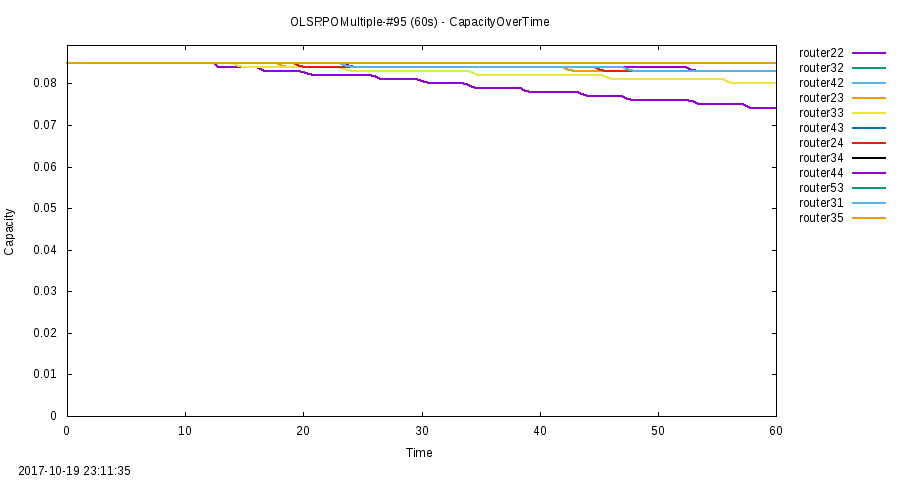 OLSRPOMultiple-#95 (60s) - CapacityOverTime
router22
router32
router42
router23
router33
router43
router24
router34
router44
router53
router31
router35
0.08
0.07
0.06
0.05
0.04
0.03
0.02
0.01
0
Capacity
0 10 20 30 40 50 60
Time
2017-10-19 23:11:35